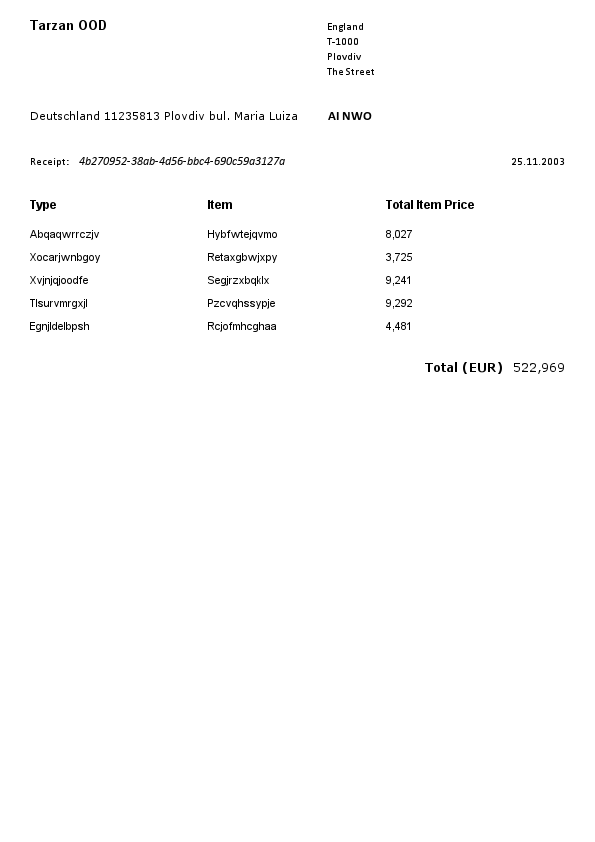 Tarzan OOD
England
T-1000
Plovdiv
The Street
Deutschland 11235813 Plovdiv bul. Maria Luiza AI NWO
Receipt: 4b270952-38ab-4d56-bbc4-690c59a3127a 25.11.2003
Type Item Total Item Price
Abqaqwrrczjv Hybfwtejqvmo 8,027
Xocarjwnbgoy Retaxgbwjxpy 3,725
Xvjnjqjoodfe Segjrzxbqklx 9,241
Tlsurvmrgxjl Pzcvqhssypje 9,292
Egnjldelbpsh Rcjofmhcghaa 4,481
Total (EUR) 522,969